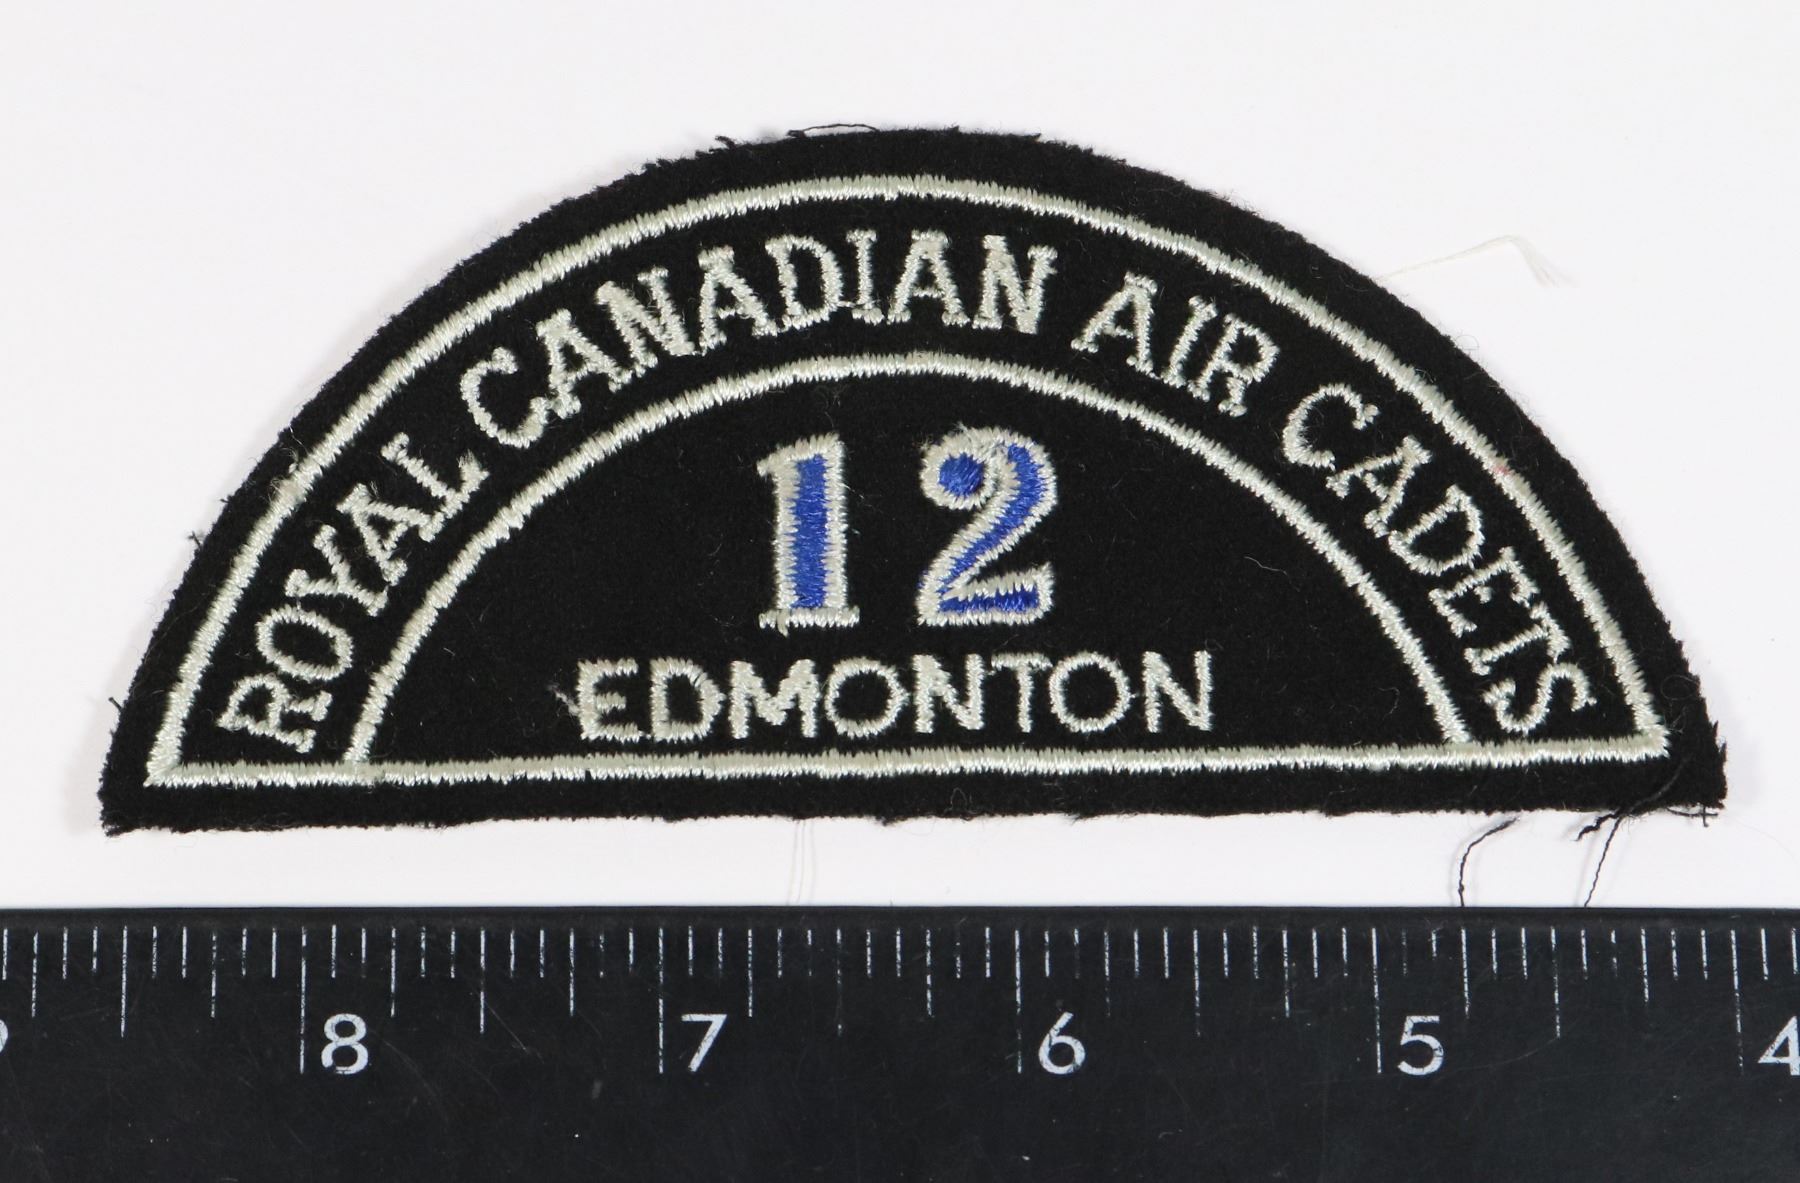 ROYAL CANADIAN AIR CADETS
12
EDMONTON
8 7 6 5 4